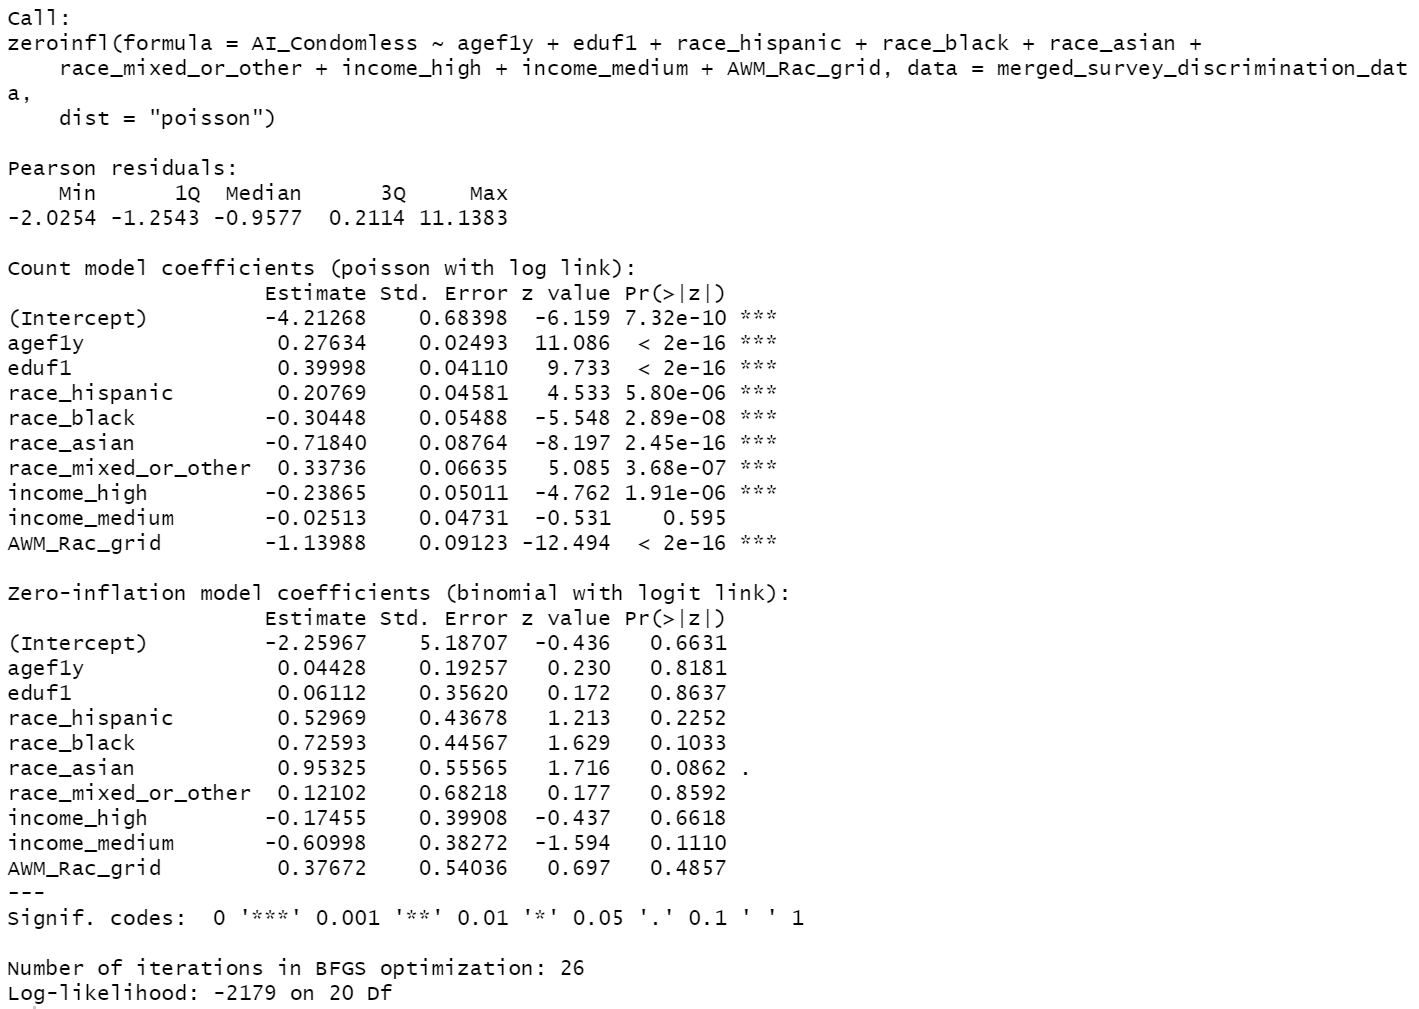 Call:
zeroinfl(formula = AI_Condomless ~ agef1y + eduf1 + race_hispanic + race_black + race_asian +
    race_mixed_or_other + income_high + income_medium + AWM_Rac_grid, data = merged_survey_discrimination_dat
a,
    dist = "poisson")

Pearson residuals:
    Min      1Q  Median      3Q     Max
-2.0254 -1.2543 -0.9577  0.2114 11.1383

Count model coefficients (poisson with log link):
                    Estimate Std. Error z value Pr(>|z|)
(Intercept)         -4.21268    0.68398  -6.159 7.32e-10 ***
agef1y               0.27634    0.02493  11.086  < 2e-16 ***
eduf1                0.39998    0.04110   9.733  < 2e-16 ***
race_hispanic        0.20769    0.04581   4.533 5.80e-06 ***
race_black          -0.30448    0.05488  -5.548 2.89e-08 ***
race_asian          -0.71840    0.08764  -8.197 2.45e-16 ***
race_mixed_or_other  0.33736    0.06635   5.085 3.68e-07 ***
income_high         -0.23865    0.05011  -4.762 1.91e-06 ***
income_medium       -0.02513    0.04731  -0.531    0.595
AWM_Rac_grid        -1.13988    0.09123 -12.494  < 2e-16 ***

Zero-inflation model coefficients (binomial with logit link):
                    Estimate Std. Error z value Pr(>|z|)
(Intercept)         -2.25967    5.18707  -0.436   0.6631
agef1y               0.04428    0.19257   0.230   0.8181
eduf1                0.06112    0.35620   0.172   0.8637
race_hispanic        0.52969    0.43678   1.213   0.2252
race_black           0.72593    0.44567   1.629   0.1033
race_asian           0.95325    0.55565   1.716   0.0862 .
race_mixed_or_other  0.12102    0.68218   0.177   0.8592
income_high         -0.17455    0.39908  -0.437   0.6618
income_medium       -0.60998    0.38272  -1.594   0.1110
AWM_Rac_grid         0.37672    0.54036   0.697   0.4857
---
Signif. codes:  0 '***' 0.001 '**' 0.01 '*' 0.05 '.' 0.1 ' ' 1

Number of iterations in BFGS optimization: 26
Log-likelihood: -2179 on 20 Df